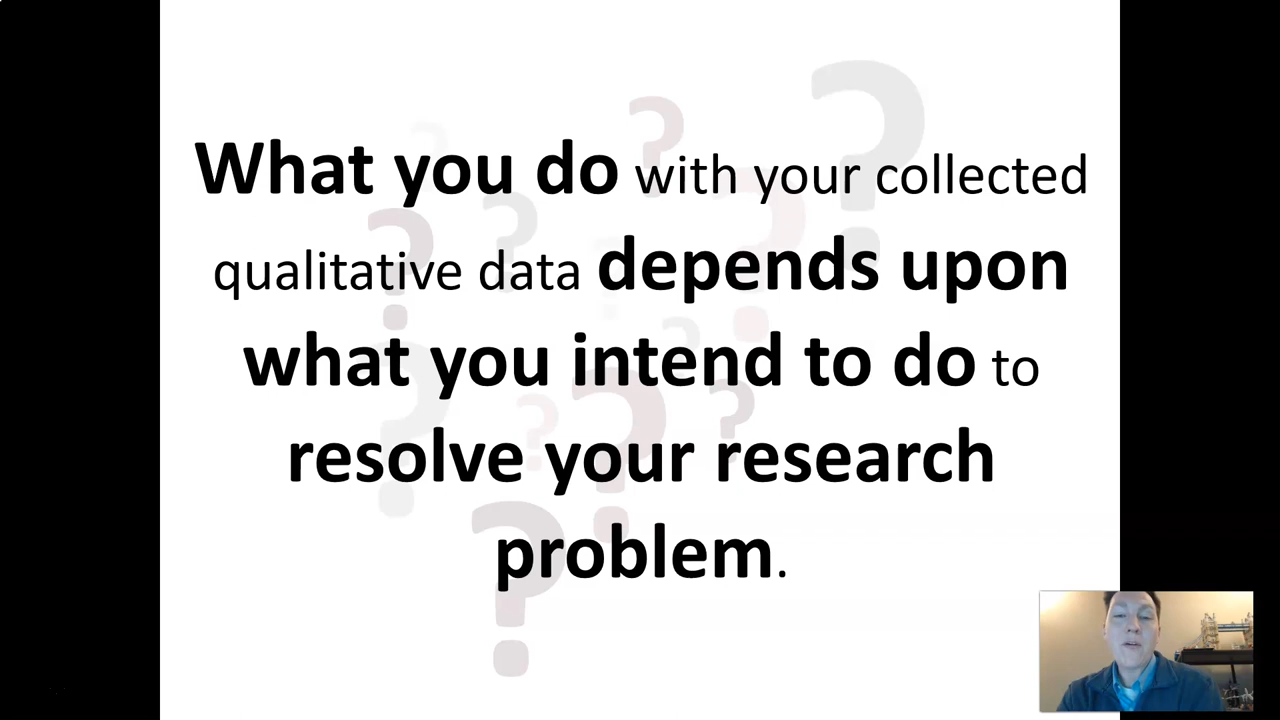 What you do with your collected
qualitative data depends upon
what you intend to do to
resolve your research
problem.